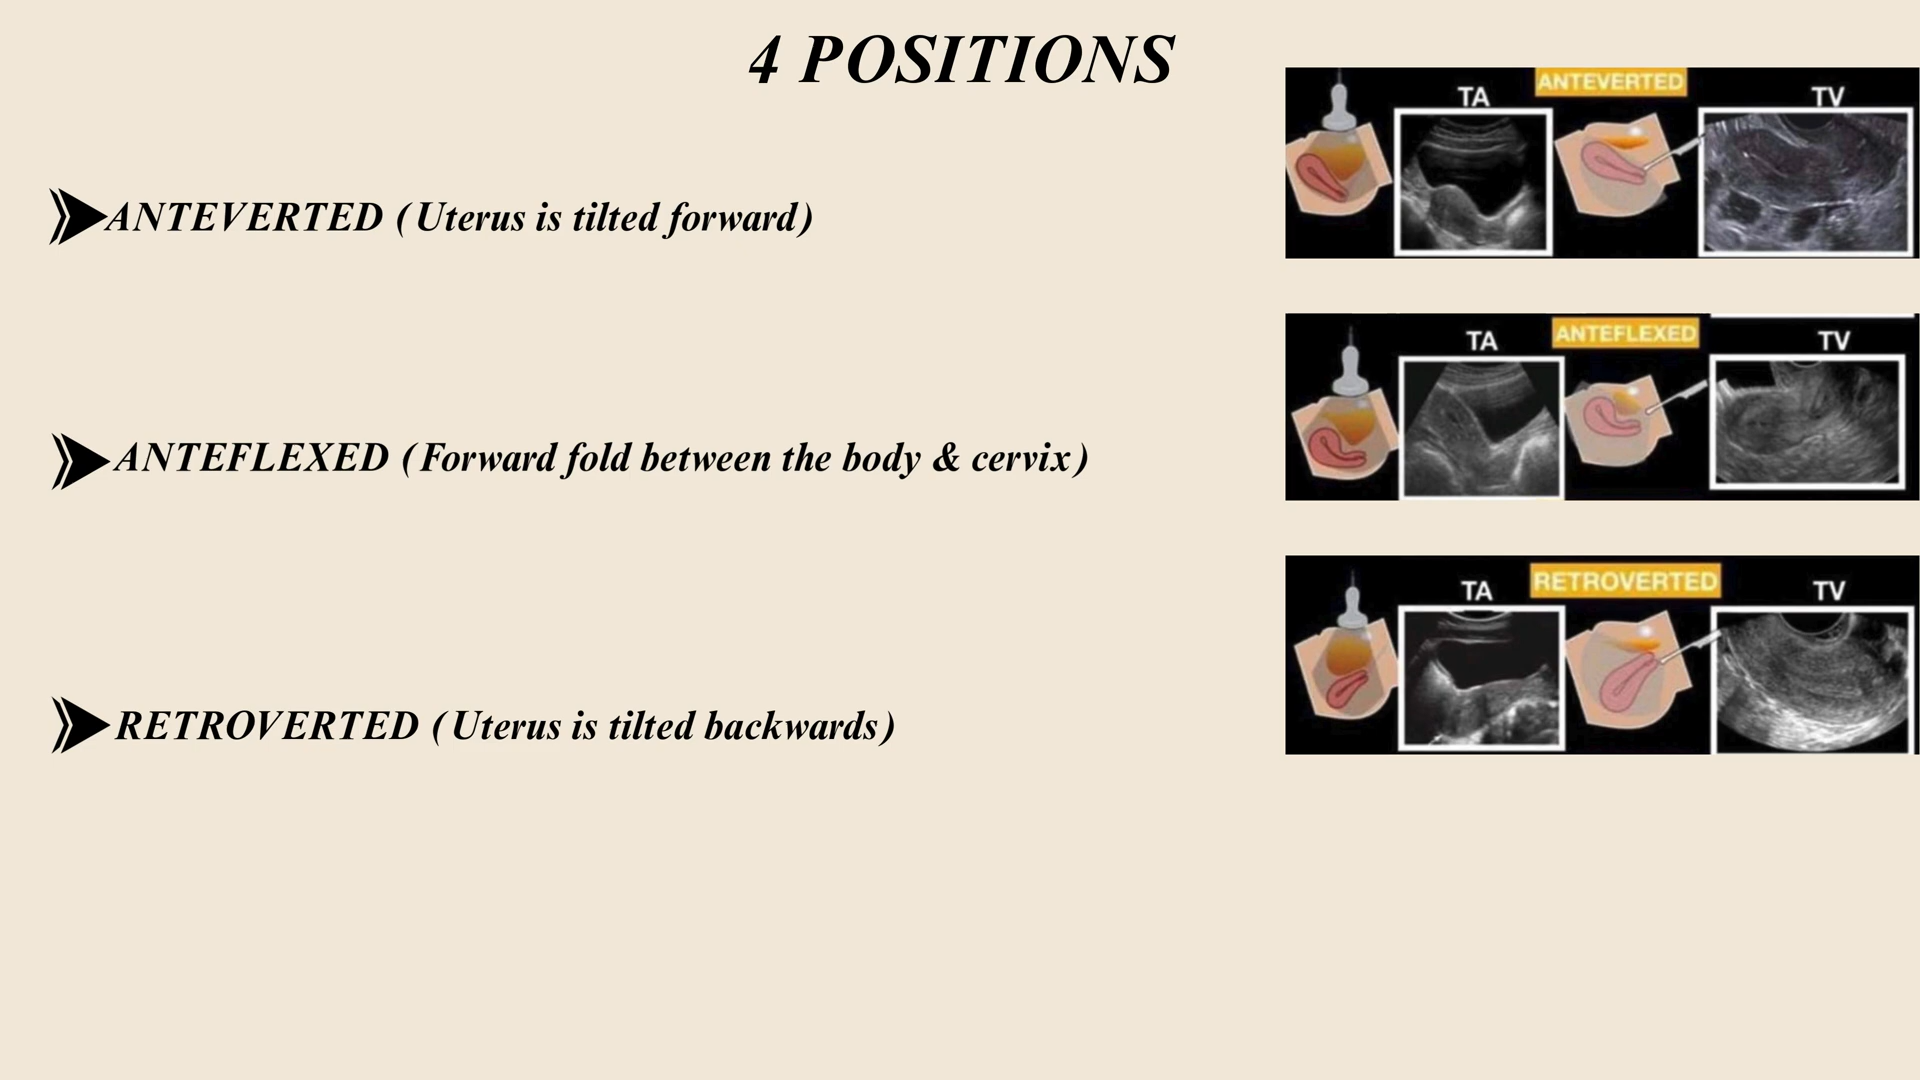 4 POSITIONS
ANTEVERTED (Uterus is tilted forward)
TA
ANTEVERTED
TV
ANTEFLEXED (Forward fold between the body & cervix)
TA
ANTEFLEXED
TV
RETROVERTED (Uterus is tilted backwards)
TA
RETROVERTED
TV